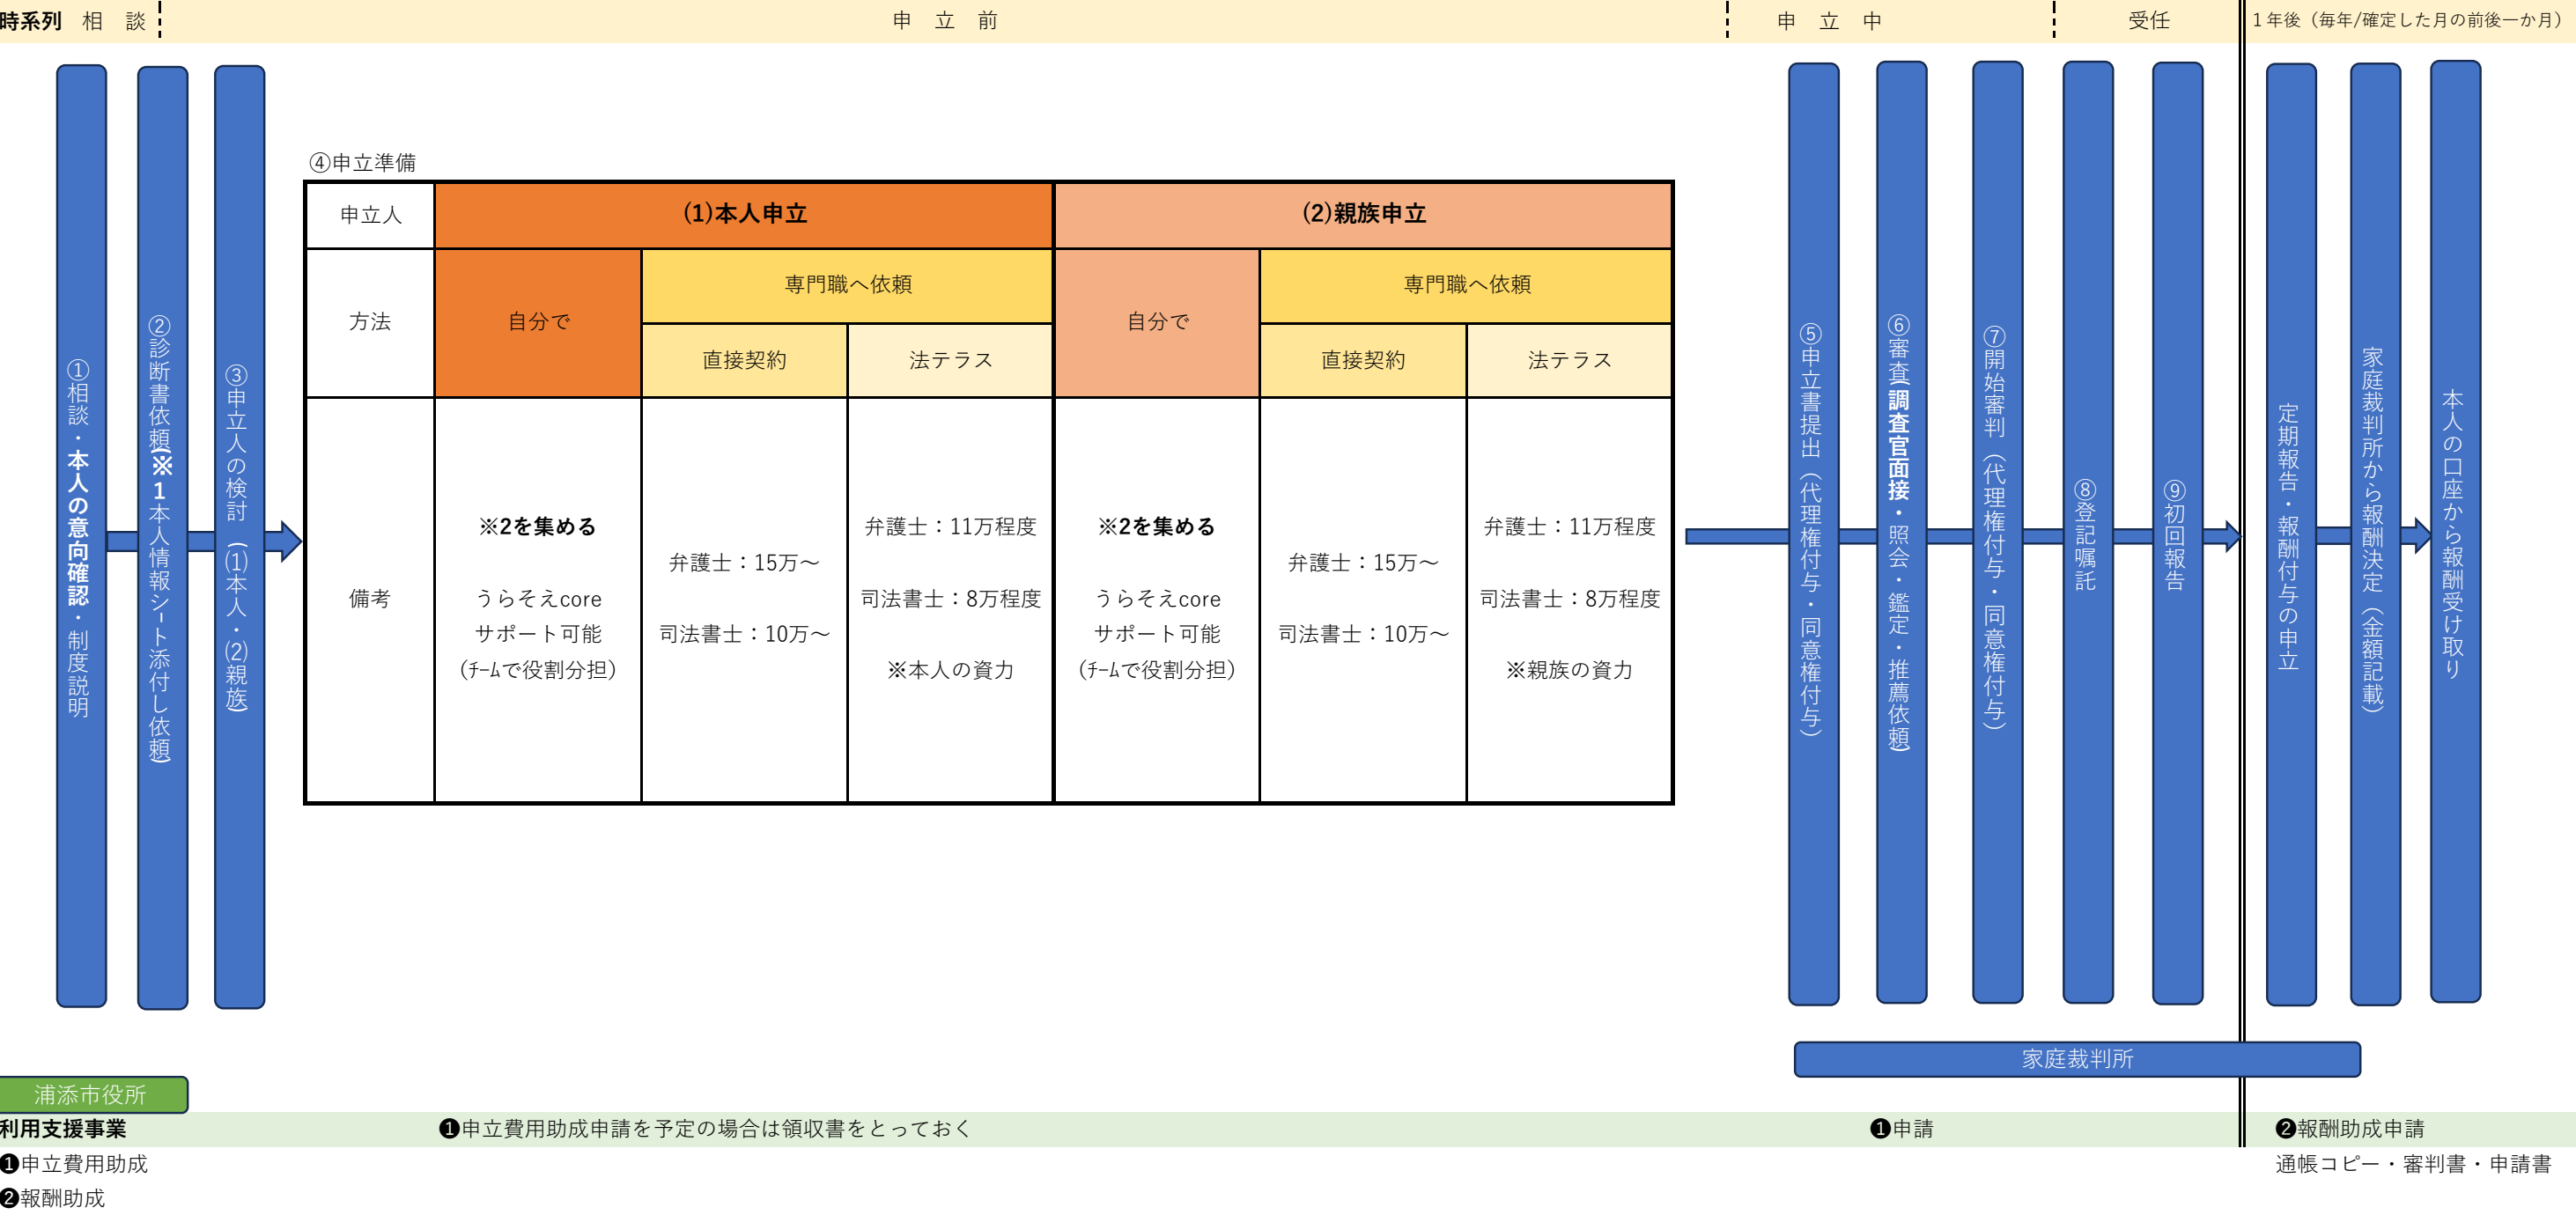 時系列
相　談
申　立　前
申　立　中
受任
１年後（毎年/確定した月の前後一か月）
①相談・本人の意向確認・制度説明
②診断書依頼(※1本人情報シート添付し依頼)
③申立人の検討（(1)本人・(2)親族）
④申立準備
申立人
(1)本人申立
(2)親族申立
方法
自分で
専門職へ依頼
自分で
専門職へ依頼
直接契約
法テラス
直接契約
法テラス
備考
※2を集める
うらそえcore
サポート可能
(ﾁｰﾑで役割分担)
弁護士：15万～
司法書士：10万～
弁護士：11万程度
司法書士：8万程度
※本人の資力
※2を集める
うらそえcore
サポート可能
(ﾁｰﾑで役割分担)
弁護士：15万～
司法書士：10万～
弁護士：11万程度
司法書士：8万程度
※親族の資力
⑤申立書提出（代理権付与・同意権付与）
⑥審査(調査官面接・照会・鑑定・推薦依頼)
⑦開始審判（代理権付与・同意権付与）
⑧登記嘱託
⑨初回報告
定期報告・報酬付与の申立
家庭裁判所から報酬決定（金額記載）
本人の口座から報酬受け取り
家庭裁判所
浦添市役所
利用支援事業
❶申立費用助成申請を予定の場合は領収書をとっておく
❶申請
❷報酬助成申請
❶申立費用助成
通帳コピー・審判書・申請書
❷報酬助成